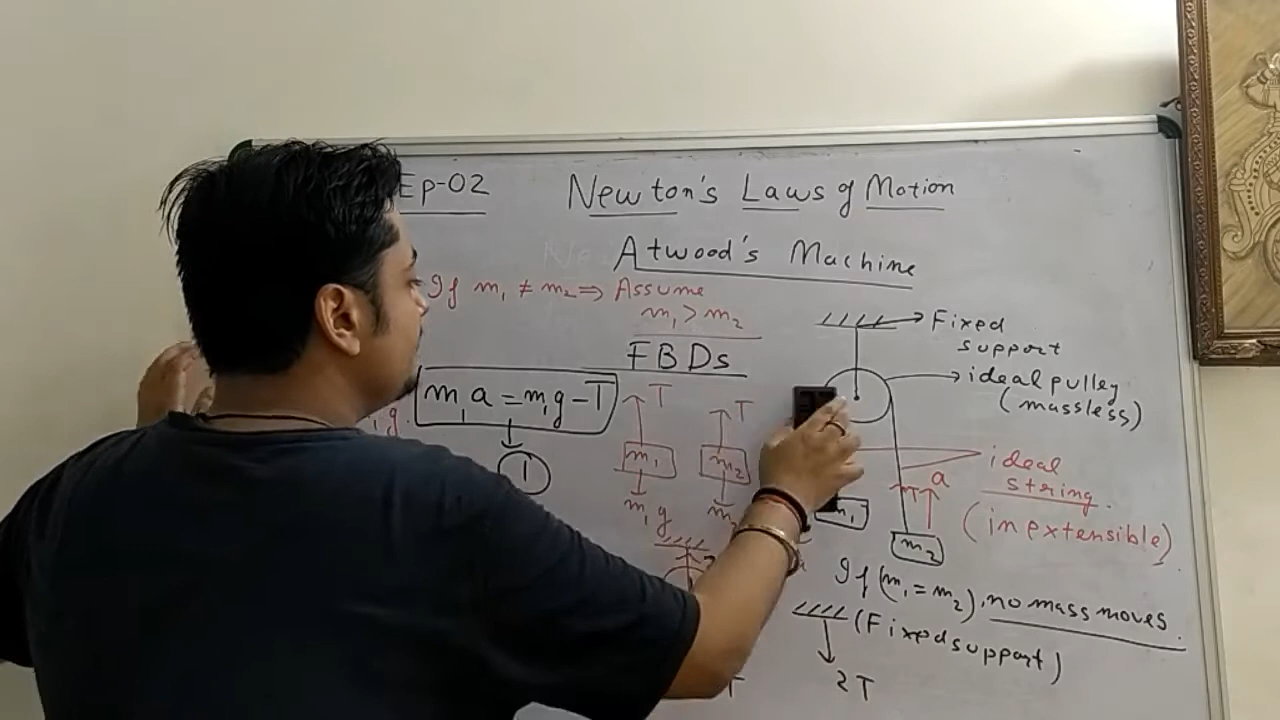 Ep-02
Newton's Laws of Motion
Atwood's Machine
If m₁ ≠ m₂ ⇒ Assume
m₁ > m₂
FBDs
m₁a = m₁g - T
1
g.
T
T
m₁
m₂
m₁g
m₂
Fixed
support
ideal pulley
(massless)
ideal
string.
(inextensible)
T
a
m₁
m₂
If (m₁ = m₂), no mass moves.
(Fixed support)
2T
T